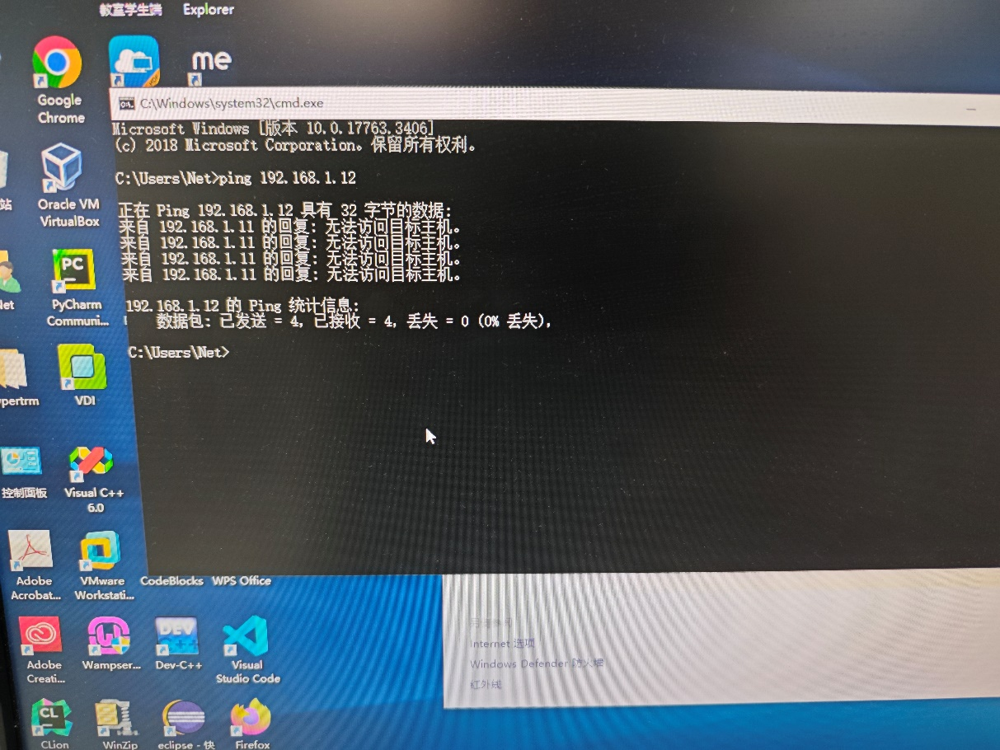 教室学生端
Explorer
me
Google
Chrome
C:\Windows\system32\cmd.exe
Microsoft Windows [版本 10.0.17763.3406]
(c) 2018 Microsoft Corporation。保留所有权利。
C:\Users\Net>ping 192.168.1.12
正在 Ping 192.168.1.12 具有 32 字节的数据:
来自 192.168.1.11 的回复: 无法访问目标主机。
来自 192.168.1.11 的回复: 无法访问目标主机。
来自 192.168.1.11 的回复: 无法访问目标主机。
来自 192.168.1.11 的回复: 无法访问目标主机。
192.168.1.12 的 Ping 统计信息:
数据包: 已发送 = 4，已接收 = 4，丢失 = 0 (0% 丢失)，
C:\Users\Net>
站
Oracle VM
VirtualBox
PC
PyCharm
Communi...
VDI
pertrm
控制面板
Visual C++
6.0
Adobe
Acrobat...
VMware
Workstati...
CodeBlocks
WPS Office
DEV
C++
Adobe
Creati...
Wampser...
Dev-C++
Visual
Studio Code
Internet 选项
Windows Defender 防火墙
红外线
CL
CLion
WinZip
eclipse - 快
Firefox